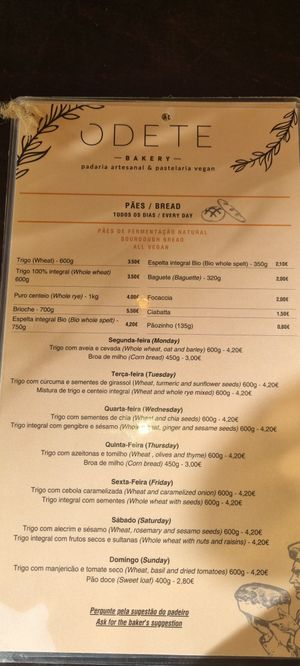 ODETE
BAKERY
padaria artesanal & pastelaria vegan
PÃES / BREAD
TODOS OS DIAS / EVERY DAY
PÃES DE FERMENTAÇÃO NATURAL
SOURDOUGH BREAD
ALL VEGAN
Trigo (Wheat) - 600g 3.50€
Trigo 100% integral (Whole wheat) 600g 3.50€
Puro centeio (Whole rye) - 1kg 4,00€
Brioche - 700g 5.50€
Espelta integral Bio (Bio whole spelt) - 750g 4,20€
Espelta integral Bio (Bio whole spelt) - 350g 2,10€
Baguete (Baguette) - 320g 2,00€
Focaccia 2,00€
Ciabatta 1,50€
Pãozinho (135g) 0,80€
Segunda-feira (Monday)
Trigo com aveia e cevada (Whole wheat, oat and barley) 600g - 4,20€
Broa de milho (Corn bread) 450g - 3,00€
Terça-feira (Tuesday)
Trigo com cúrcuma e sementes de girassol (Wheat, turmeric and sunflower seeds) 600g - 4,20€
Mistura de trigo e centeio integral (Wheat and whole rye mixed) 600g - 4,20€
Quarta-feira (Wednesday)
Trigo com sementes de chia (Wheat and chia seeds) 600g - 4,20€
Trigo integral com gengibre e sésamo (Whole wheat, ginger and sesame seeds) 600g - 4,20€
Quinta-Feira (Thursday)
Trigo com azeitonas e tomilho (Wheat , olives and thyme) 600g - 4,20€
Broa de milho (Corn bread) 450g - 3,00€
Sexta-Feira (Friday)
Trigo com cebola caramelizada (Wheat and caramelized onion) 600g - 4,20€
Trigo integral com sementes (Whole wheat with seeds) 600g - 4,20€
Sábado (Saturday)
Trigo com alecrim e sésamo (Wheat, rosemary and sesame seeds) 600g - 4,20€
Trigo integral com frutos secos e sultanas (Whole wheat with nuts and raisins) - 4,20€
Domingo (Sunday)
Trigo com manjericão e tomate seco (Wheat, basil and dried tomatoes) 600g - 4,20€
Pão doce (Sweet loaf) 400g - 2,80€
Pergunte pela sugestão do padeiro
Ask for the baker's suggestion